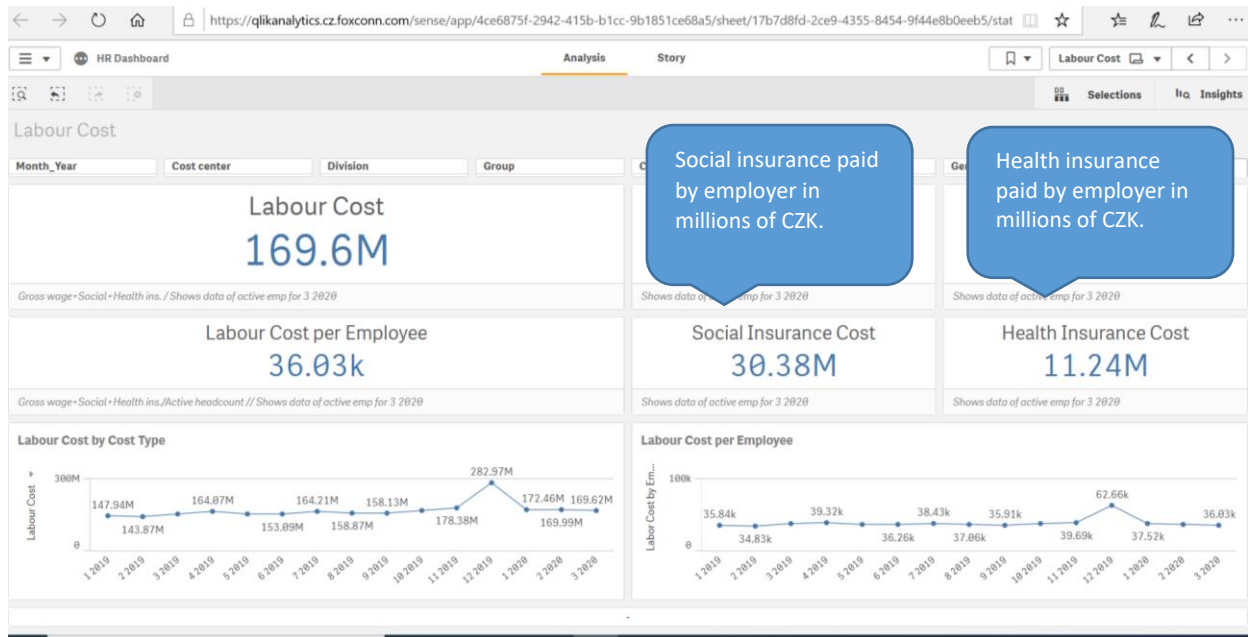 https://qlikanalytics.cz.foxconn.com/sense/app/4ce6875f-2942-415b-b1cc-9b1851ce68a5/sheet/17b7d8fd-2ce9-4355-8454-9f44e8b0eeb5/stat
HR Dashboard
Analysis
Story
Labour Cost
Selections
Insights
Labour Cost
Month_Year
Cost center
Division
Group
C
Ge
Social insurance paid
by employer in
millions of CZK.
Health insurance
paid by employer in
millions of CZK.
Labour Cost
169.6M
Gross wage+Social+Health ins. / Shows data of active emp for 3 2020
Shows data of emp for 3 2020
Shows data of active emp for 3 2020
Labour Cost per Employee
36.03k
Gross wage+Social+Health ins./Active headcount // Shows data of active emp for 3 2020
Social Insurance Cost
30.38M
Shows data of active emp for 3 2020
Health Insurance Cost
11.24M
Shows data of active emp for 3 2020
Labour Cost by Cost Type
Labour Cost
300M
0
147.94M
143.87M
164.07M
153.09M
164.21M
158.87M
158.13M
178.38M
282.97M
172.46M
169.99M
169.62M
1 2019
2 2019
3 2019
4 2019
5 2019
6 2019
7 2019
8 2019
9 2019
10 2019
11 2019
12 2019
1 2020
2 2020
3 2020
Labour Cost per Employee
Labor Cost by Em...
100k
0
35.84k
34.83k
39.32k
36.26k
38.43k
37.06k
35.91k
39.69k
62.66k
37.52k
36.03k
1 2019
2 2019
3 2019
4 2019
5 2019
6 2019
7 2019
8 2019
9 2019
10 2019
11 2019
12 2019
1 2020
2 2020
3 2020